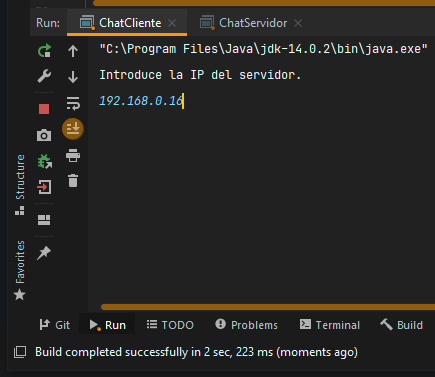 Run: ChatCliente ChatServidor
"C:\Program Files\Java\jdk-14.0.2\bin\java.exe"
Introduce la IP del servidor.
192.168.0.16
Structure
Favorites
Git Run TODO Problems Terminal Build
Build completed successfully in 2 sec, 223 ms (moments ago)